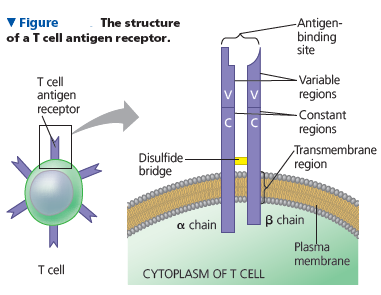 ▼ Figure The structure
of a T cell antigen receptor.
T cell
antigen
receptor
Antigen-
binding
site
V V
Variable
regions
C C
Constant
regions
Transmembrane
region
Disulfide
bridge
α chain
β chain
Plasma
membrane
T cell
CYTOPLASM OF T CELL